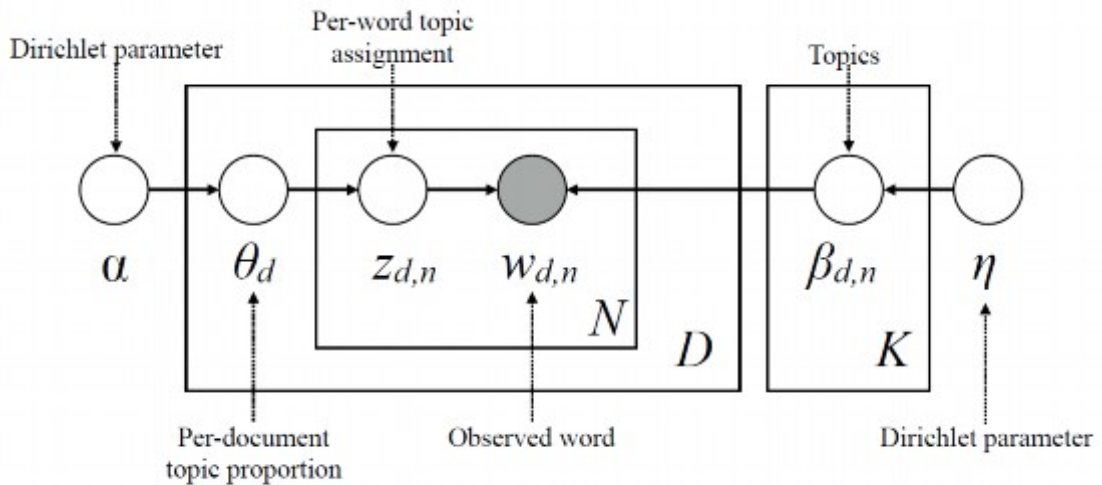 Dirichlet parameter
Per-word topic
assignment
Topics
α
θd
zd,n
wd,n
N
D
βd,n
K
η
Per-document
topic proportion
Observed word
Dirichlet parameter